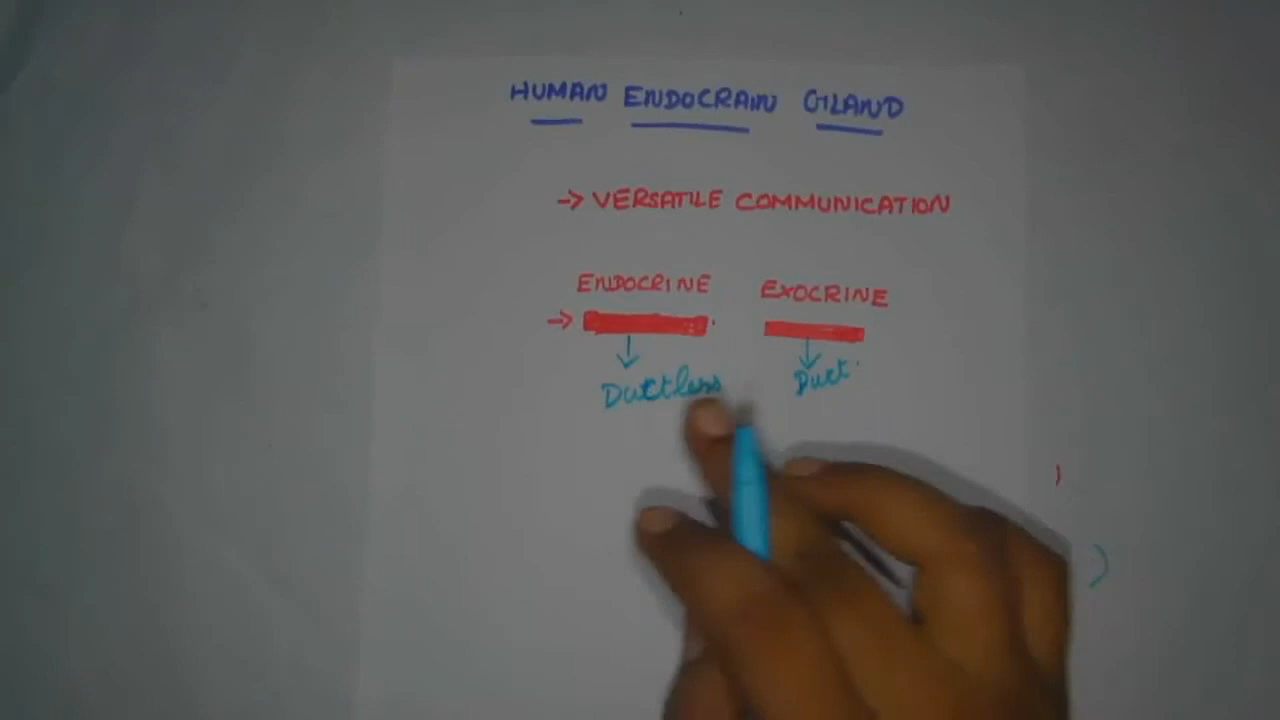 HUMAN ENDOCRAIN GLAND
→ VERSATILE COMMUNICATION
ENDOCRINE EXOCRINE
→
Ductless Duct.